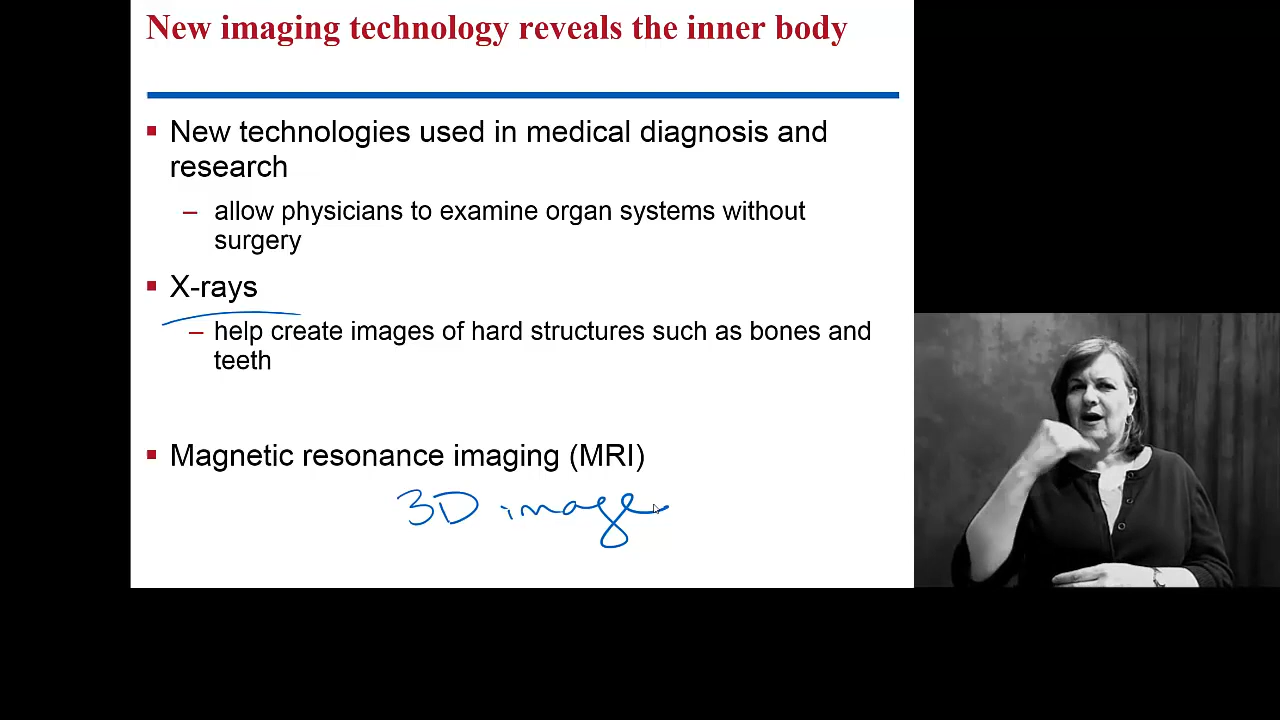 New imaging technology reveals the inner body
▪ New technologies used in medical diagnosis and
research
– allow physicians to examine organ systems without
surgery
▪ X-rays
– help create images of hard structures such as bones and
teeth
▪ Magnetic resonance imaging (MRI)
3D image